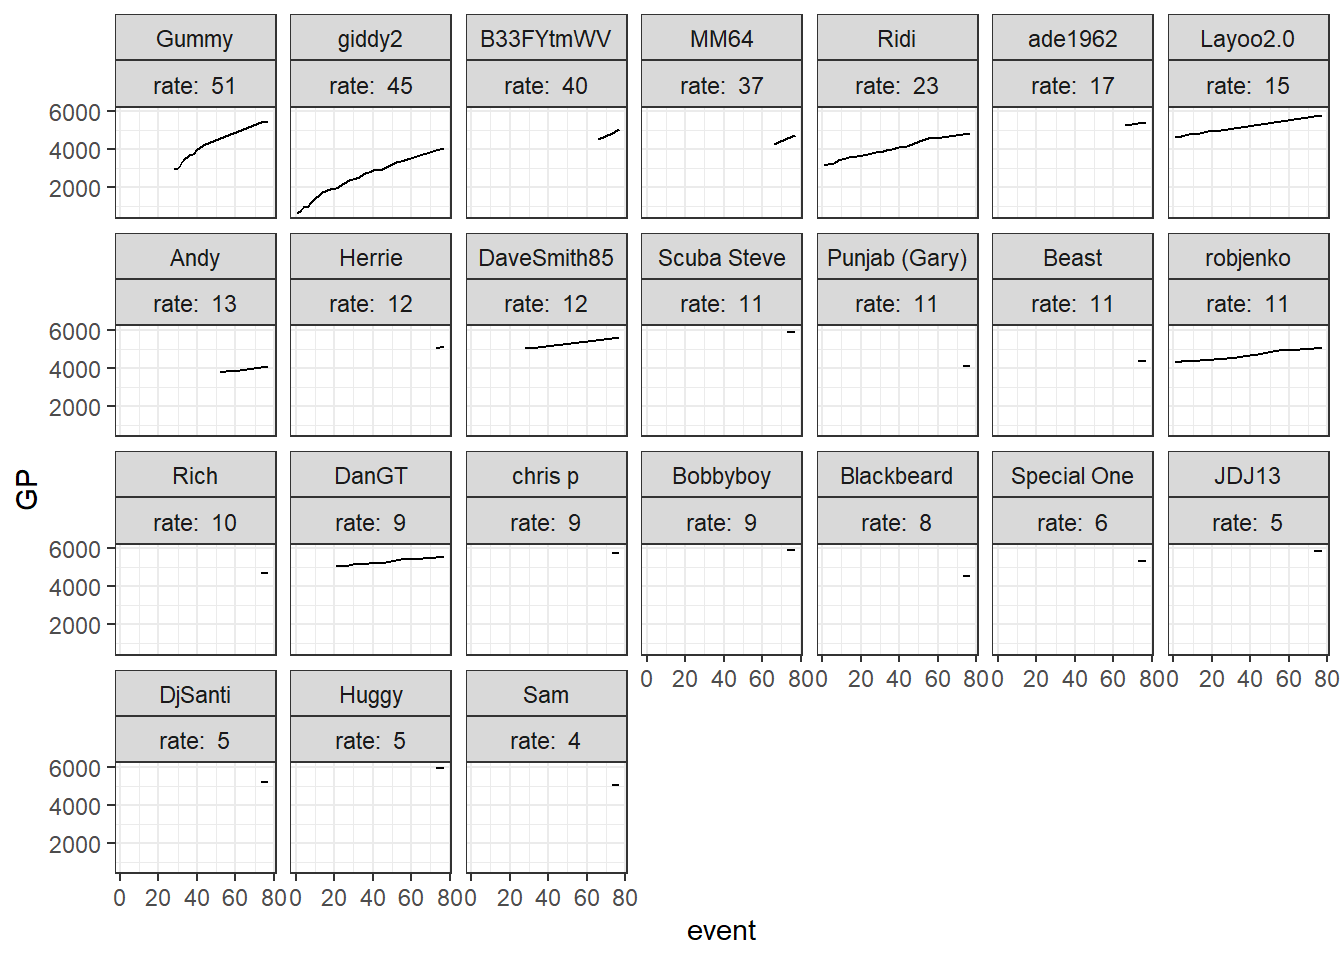 Gummy giddy2 B33FYtmWV MM64 Ridi ade1962 Layoo2.0
rate: 51 rate: 45 rate: 40 rate: 37 rate: 23 rate: 17 rate: 15
6000
4000
2000
Andy Herrie DaveSmith85 Scuba Steve Punjab (Gary) Beast robjenko
rate: 13 rate: 12 rate: 12 rate: 11 rate: 11 rate: 11 rate: 11
6000
4000
2000
GP
Rich DanGT chris p Bobbyboy Blackbeard Special One JDJ13
rate: 10 rate: 9 rate: 9 rate: 9 rate: 8 rate: 6 rate: 5
6000
4000
2000
0 20 40 60 80 0 20 40 60 80 0 20 40 60 80 0 20 40 60 80
DjSanti Huggy Sam
rate: 5 rate: 5 rate: 4
6000
4000
2000
0 20 40 60 80 0 20 40 60 80 0 20 40 60 80
event